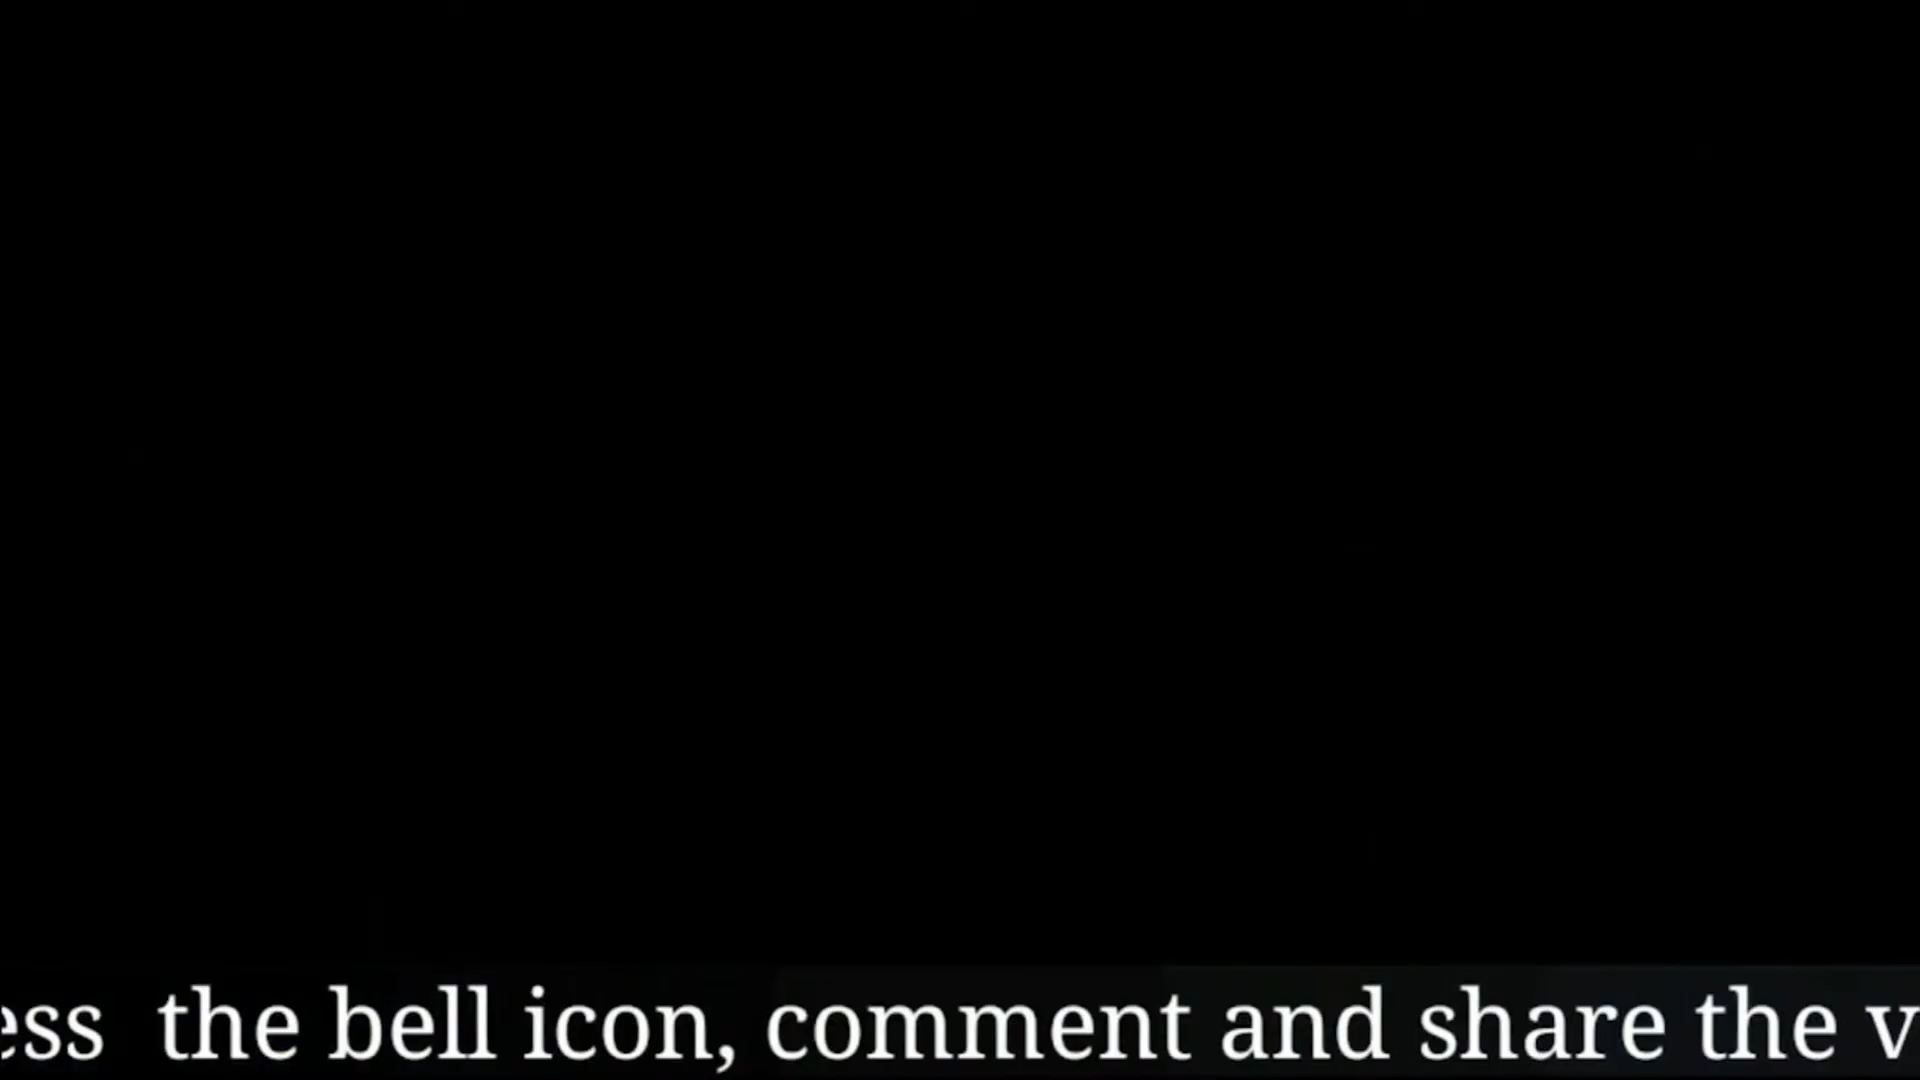 ess the bell icon, comment and share the v